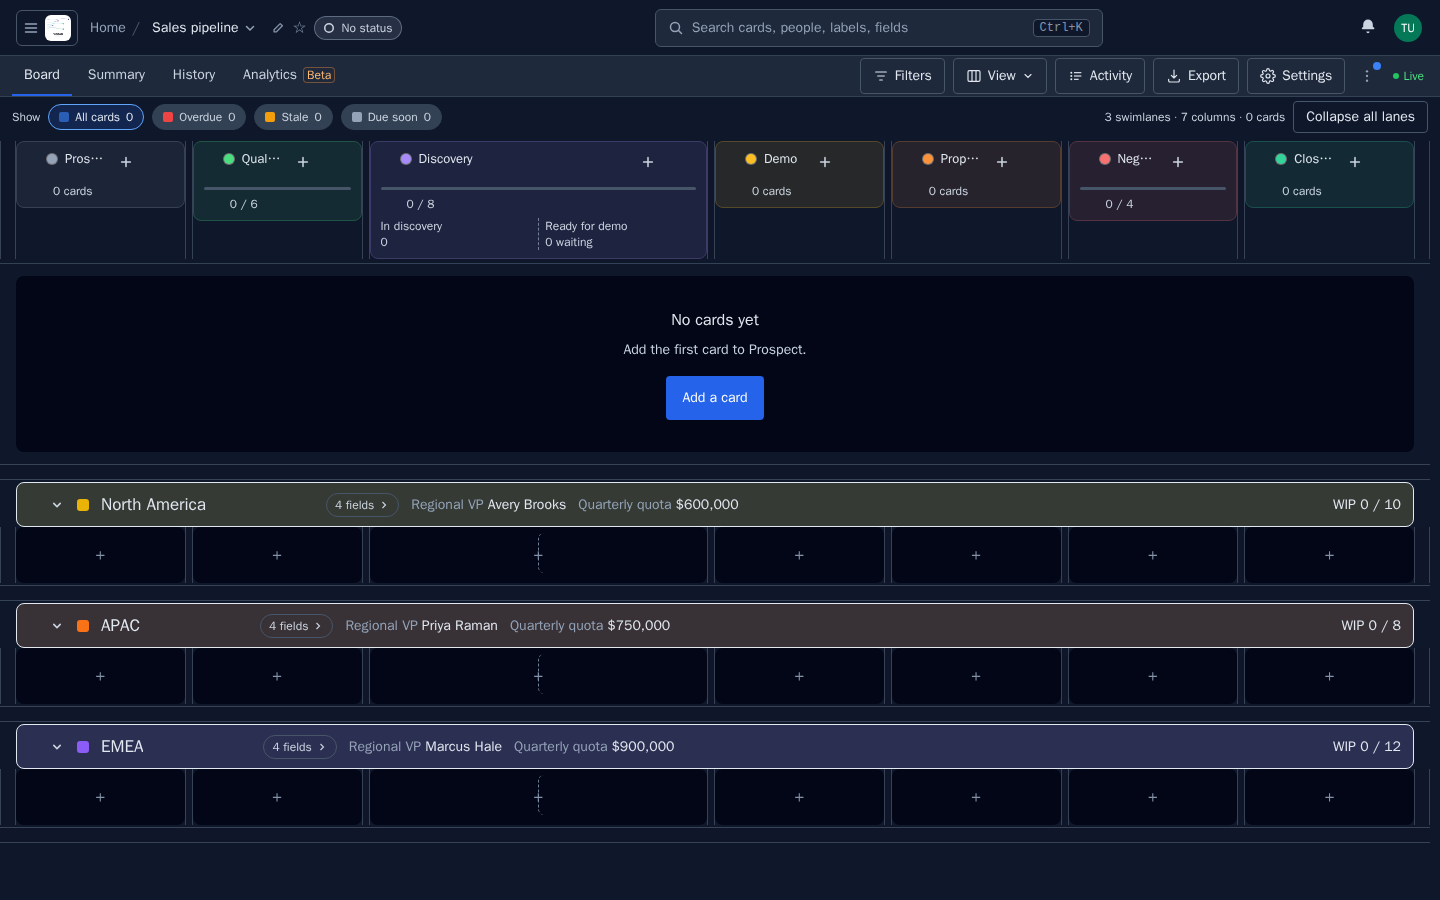 Home / Sales pipeline No status Search cards, people, labels, fields Ctrl+K TU
Board Summary History Analytics Beta Filters View Activity Export Settings Live
Show All cards 0 Overdue 0 Stale 0 Due soon 0 3 swimlanes · 7 columns · 0 cards Collapse all lanes
Pros··· + Qual··· + Discovery + Demo + Prop··· + Neg··· + Clos··· +
0 cards 0 / 6 0 / 8 0 cards 0 cards 0 / 4 0 cards
In discovery Ready for demo
0 0 waiting
No cards yet
Add the first card to Prospect.
Add a card
North America 4 fields Regional VP Avery Brooks Quarterly quota $600,000 WIP 0 / 10
+ + + + + + +
APAC 4 fields Regional VP Priya Raman Quarterly quota $750,000 WIP 0 / 8
+ + + + + + +
EMEA 4 fields Regional VP Marcus Hale Quarterly quota $900,000 WIP 0 / 12
+ + + + + + +